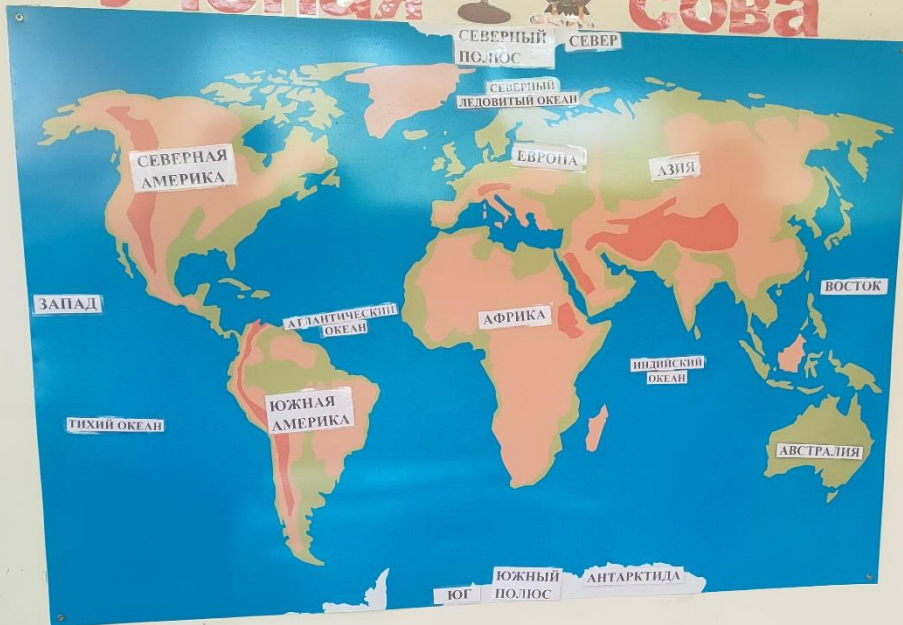 Ученая Сова
СЕВЕРНЫЙ
ПОЛЮС
СЕВЕР
СЕВЕРНЫЙ
ЛЕДОВИТЫЙ ОКЕАН
СЕВЕРНАЯ
АМЕРИКА
ЕВРОПА
АЗИЯ
ЗАПАД
ВОСТОК
АТЛАНТИЧЕСКИЙ
ОКЕАН
АФРИКА
ИНДИЙСКИЙ
ОКЕАН
ЮЖНАЯ
АМЕРИКА
ТИХИЙ ОКЕАН
АВСТРАЛИЯ
ЮГ
ЮЖНЫЙ
ПОЛЮС
АНТАРКТИДА